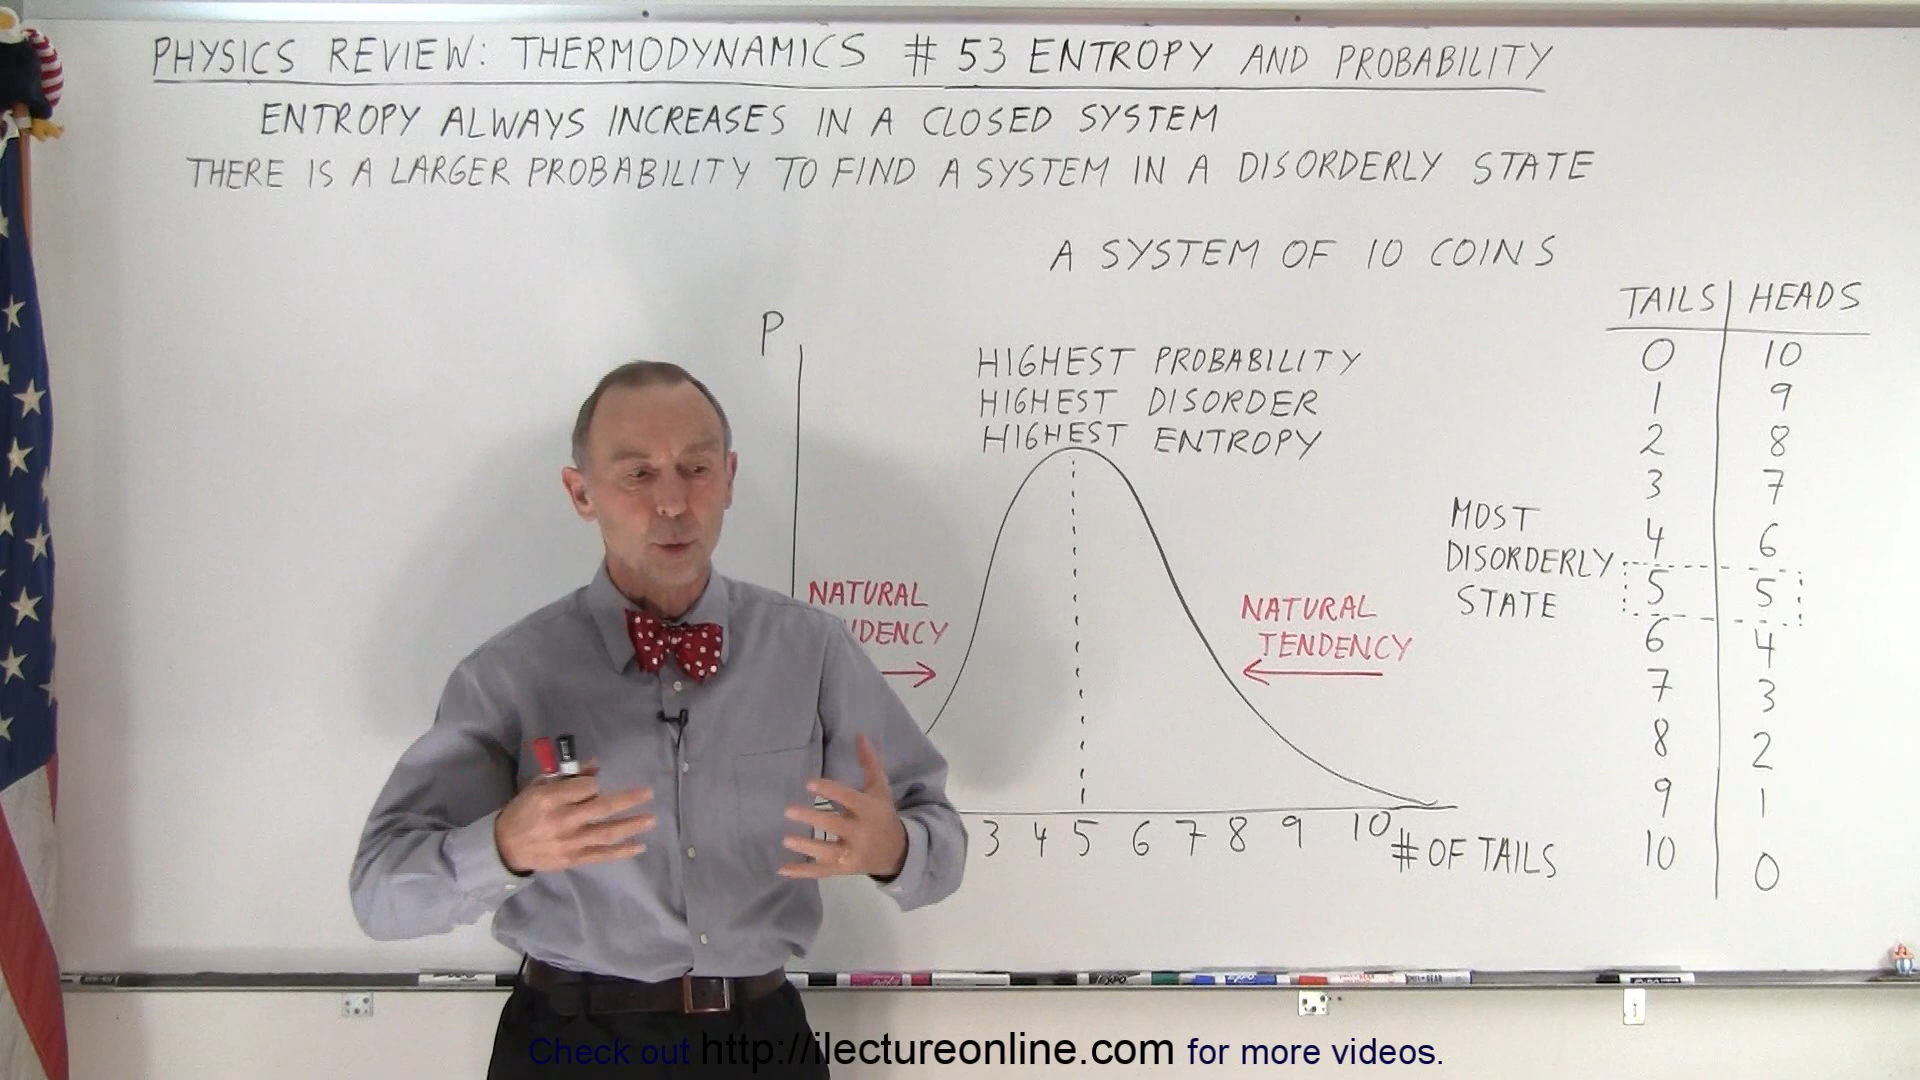 PHYSICS REVIEW: THERMODYNAMICS # 53 ENTROPY AND PROBABILITY
ENTROPY ALWAYS INCREASES IN A CLOSED SYSTEM
THERE IS A LARGER PROBABILITY TO FIND A SYSTEM IN A DISORDERLY STATE
A SYSTEM OF 10 COINS
P
HIGHEST PROBABILITY
HIGHEST DISORDER
HIGHEST ENTROPY
NATURAL
NATURAL
TENDENCY
3 4 5 6 7 8 9 10
# OF TAILS
MOST
DISORDERLY
STATE
TAILS HEADS
0 10
1 9
2 8
3 7
4 6
5 5
6 4
7 3
8 2
9 1
10 0
EXPO
Check out http://ilectureonline.com for more videos.